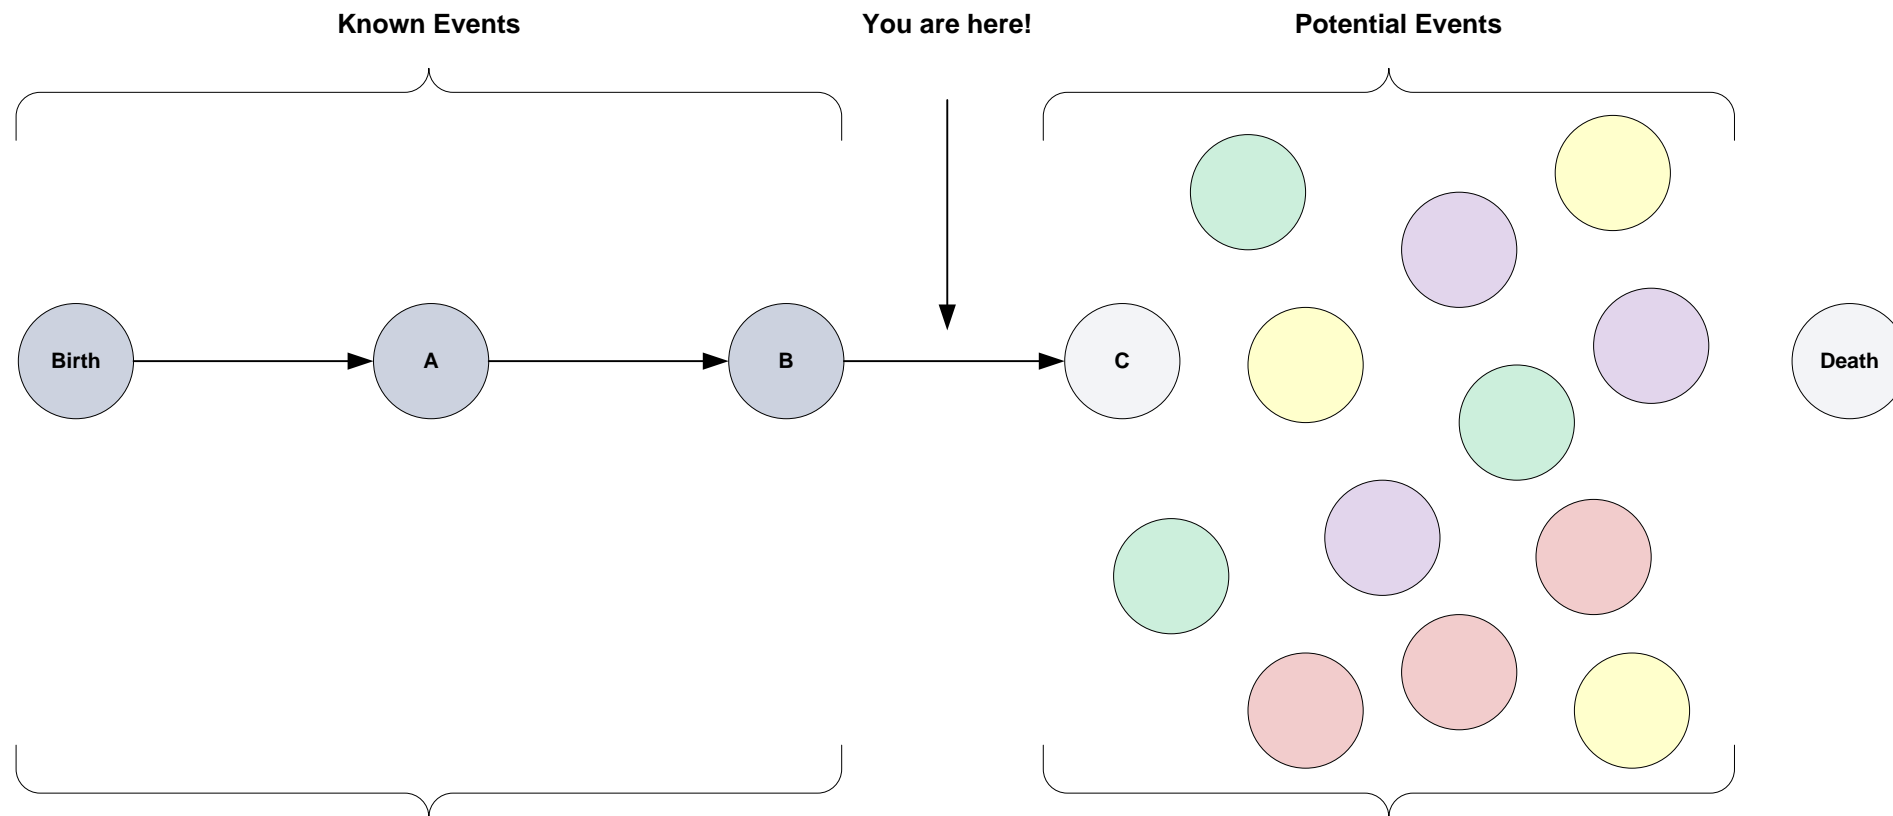 Known Events
You are here!
Potential Events
Birth
A
B
C
Death